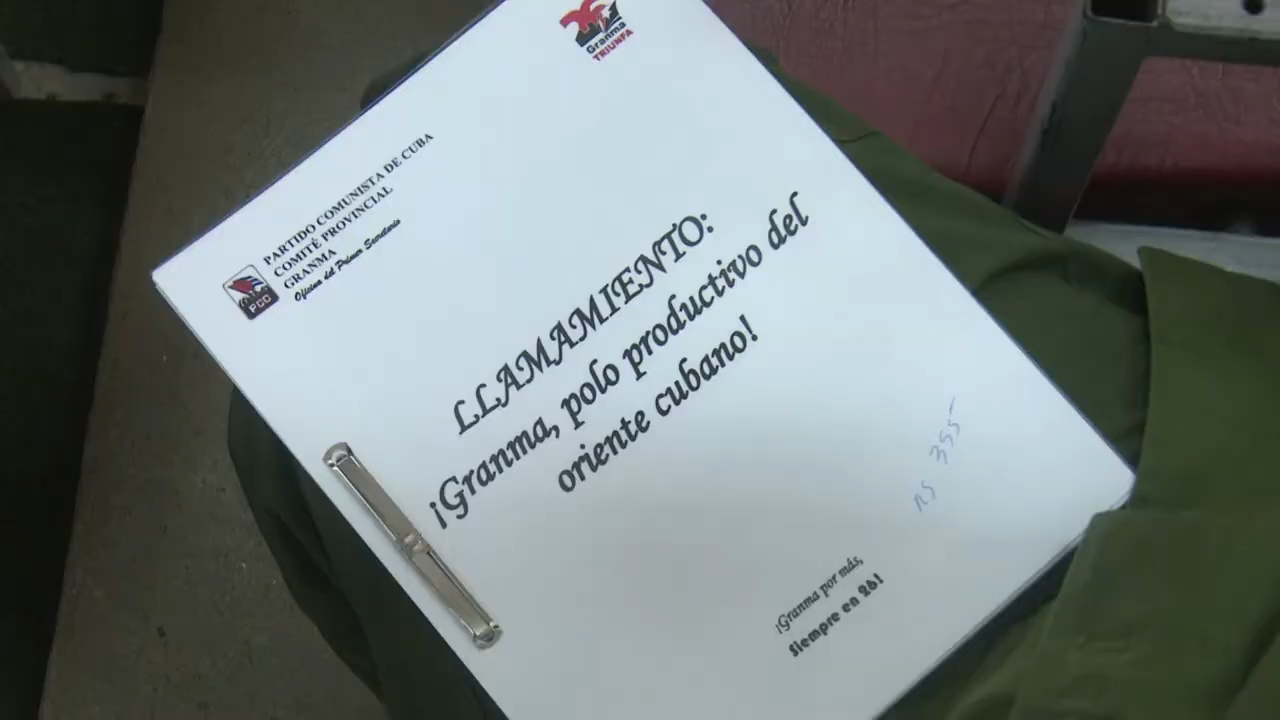 26
Granma
TRIUNFA
PARTIDO COMUNISTA DE CUBA
COMITÉ PROVINCIAL
GRANMA
Oficina del Primer Secretario
PCC
LLAMAMIENTO:
¡Granma, polo productivo del
oriente cubano!
355
¡Granma por más,
Siempre en 26!